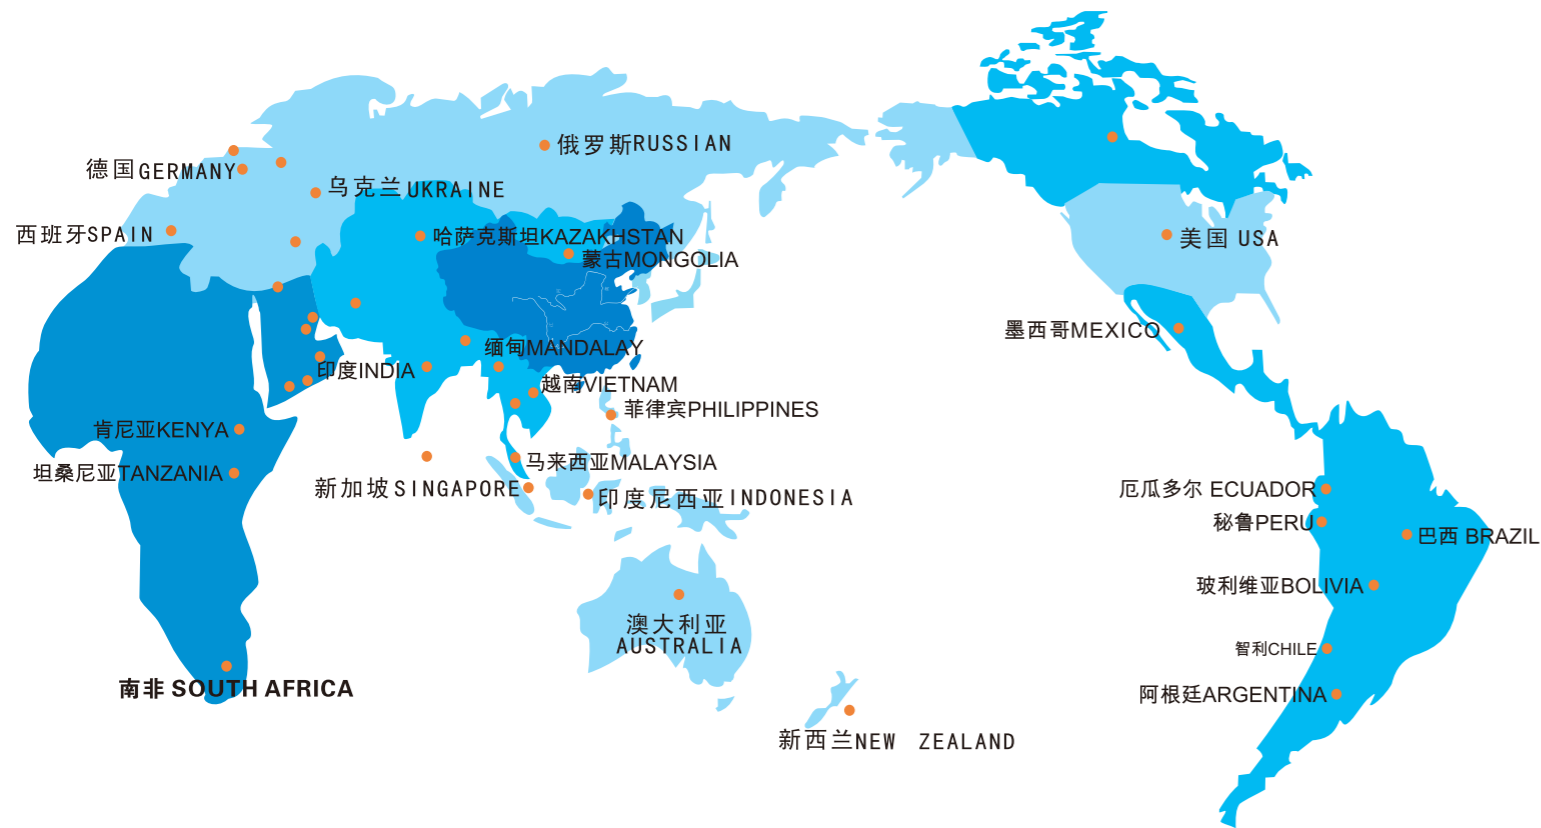 俄罗斯RUSSIAN
德国GERMANY
乌克兰UKRAINE
西班牙SPAIN
哈萨克斯坦KAZAKHSTAN
美国 USA
蒙古MONGOLIA
墨西哥MEXICO
缅甸MANDALAY
印度INDIA
越南VIETNAM
菲律宾PHILIPPINES
肯尼亚KENYA
马来西亚MALAYSIA
坦桑尼亚TANZANIA
新加坡SINGAPORE
印度尼西亚INDONESIA
厄瓜多尔 ECUADOR
秘鲁PERU
巴西 BRAZIL
玻利维亚BOLIVIA
澳大利亚
AUSTRALIA
智利CHILE
南非 SOUTH AFRICA
阿根廷ARGENTINA
新西兰NEW ZEALAND